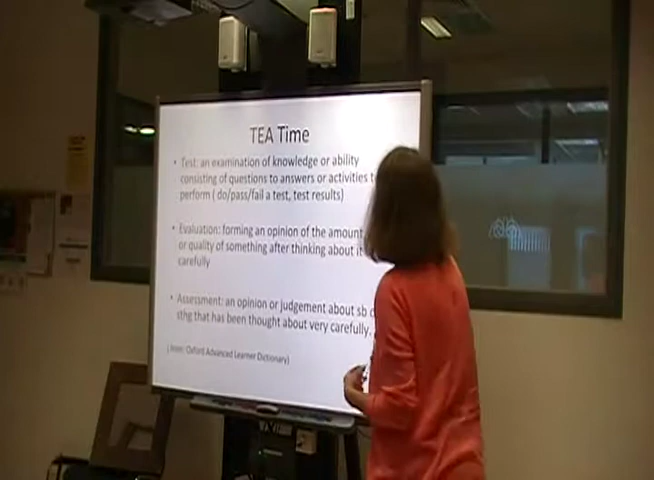 TEA Time
• Test: an examination of knowledge or ability
consisting of questions to answers or activities t
perform ( do/pass/fail a test, test results)
• Evaluation: forming an opinion of the amount
or quality of something after thinking about it
carefully
• Assessment: an opinion or judgement about sb
sthg that has been thought about very carefully.
( from: Oxford Advanced Learner Dictionary)